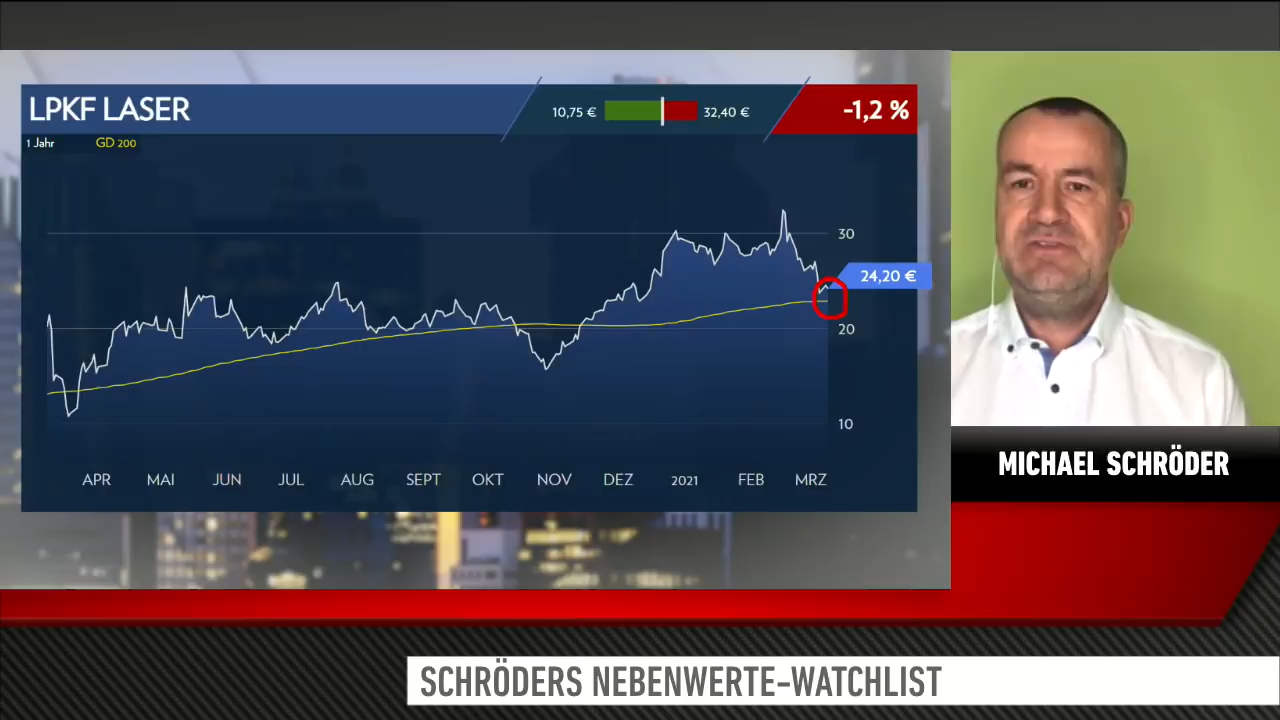 LPKF LASER
10,75 €
32,40 €
-1,2 %
1 Jahr
GD 200
30
24,20 €
20
10
APR
MAI
JUN
JUL
AUG
SEPT
OKT
NOV
DEZ
2021
FEB
MRZ
MICHAEL SCHRÖDER
SCHRÖDERS NEBENWERTE-WATCHLIST